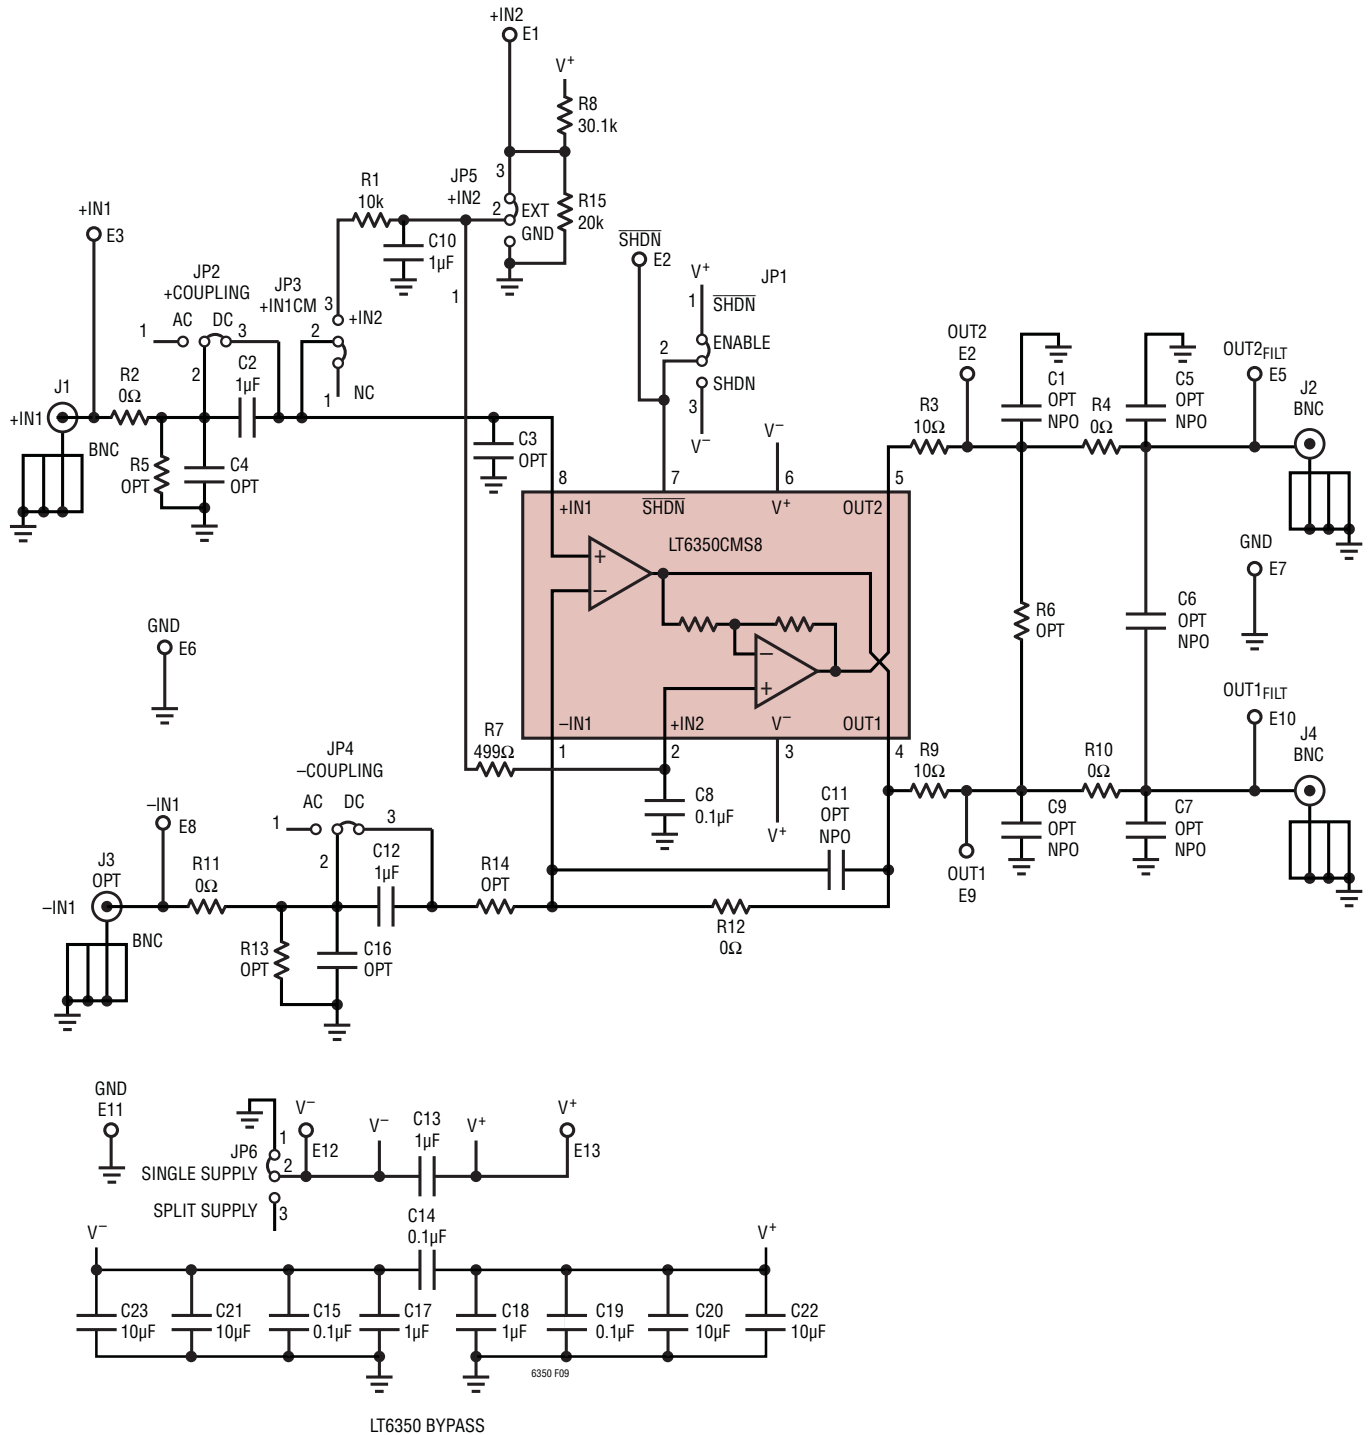 +IN2
E1
V+
R8
30.1k
3
JP5
+IN2
2
EXT
GND
R15
20k
R1
10k
C10
1µF
+IN1
E3
JP2
+COUPLING
1
AC
DC
3
2
JP3
+IN1CM
3
+IN2
2
1
NC
1
C2
1µF
R2
0Ω
J1
+IN1
BNC
R5
OPT
C4
OPT
C3
OPT
SHDN
E2
V+
JP1
1
SHDN
2
ENABLE
SHDN
3
V–
V–
8
7
6
5
+IN1
SHDN
V+
OUT2
LT6350CMS8
+
–
–
+
–IN1
+IN2
V–
OUT1
1
2
3
4
V+
OUT2
E2
R3
10Ω
C1
OPT
NPO
R4
0Ω
C5
OPT
NPO
OUT2FILT
E5
J2
BNC
GND
E7
R6
OPT
C6
OPT
NPO
OUT1FILT
E10
J4
BNC
R9
10Ω
R10
0Ω
OUT1
E9
C9
OPT
NPO
C7
OPT
NPO
GND
E6
R7
499Ω
C8
0.1µF
C11
OPT
NPO
JP4
–COUPLING
1
AC
DC
3
2
–IN1
E8
J3
OPT
–IN1
BNC
R11
0Ω
C12
1µF
R14
OPT
R13
OPT
C16
OPT
R12
0Ω
GND
E11
JP6
1
2
SINGLE SUPPLY
SPLIT SUPPLY
3
V–
E12
V–
C13
1µF
V+
V+
E13
V–
C14
0.1µF
V+
C23
10µF
C21
10µF
C15
0.1µF
C17
1µF
C18
1µF
C19
0.1µF
C20
10µF
C22
10µF
6350 F09
LT6350 BYPASS